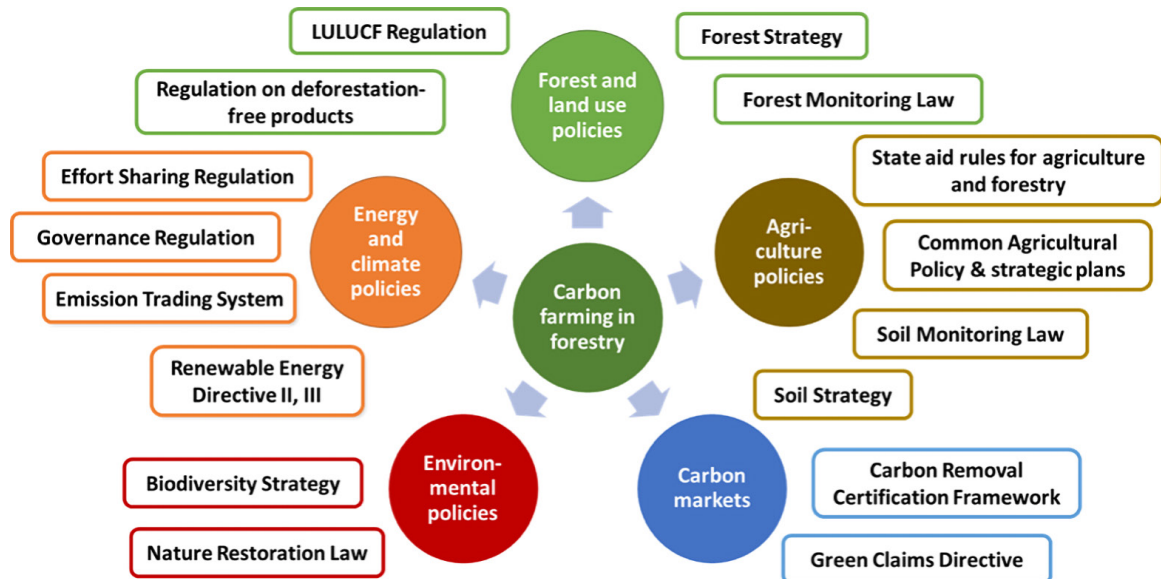 LULUCF Regulation
Forest Strategy
Forest and
land use
policies
Regulation on deforestation-
free products
Forest Monitoring Law
State aid rules for agriculture
and forestry
Effort Sharing Regulation
Energy
and
climate
policies
Agri-
culture
policies
Governance Regulation
Common Agricultural
Policy & strategic plans
Emission Trading System
Carbon
farming in
forestry
Soil Monitoring Law
Renewable Energy
Directive II, III
Soil Strategy
Environ-
mental
policies
Carbon
markets
Biodiversity Strategy
Carbon Removal
Certification Framework
Nature Restoration Law
Green Claims Directive